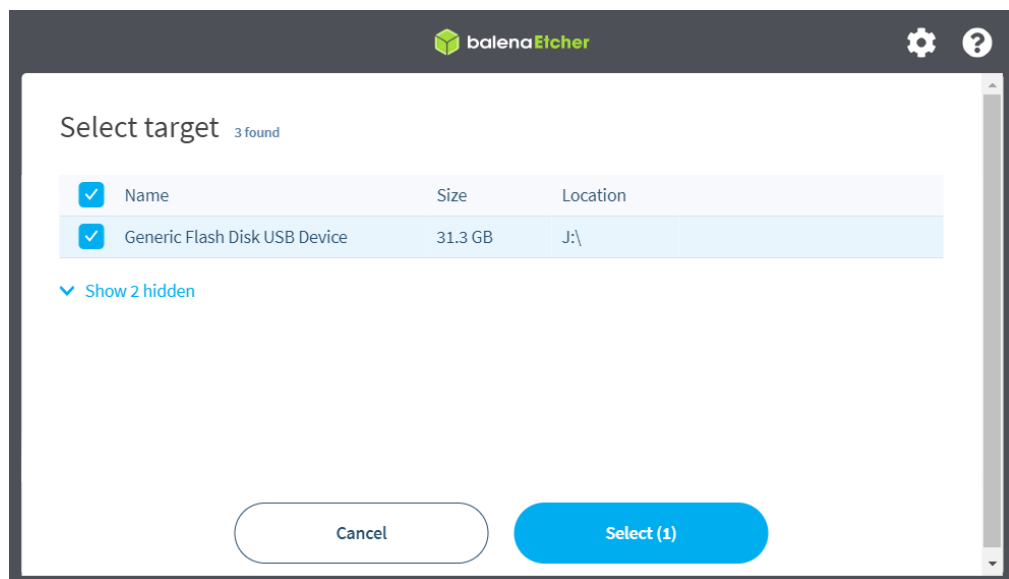 balenaEtcher
Select target 3 found
Name Size Location
Generic Flash Disk USB Device 31.3 GB J:\
Show 2 hidden
Cancel Select (1)